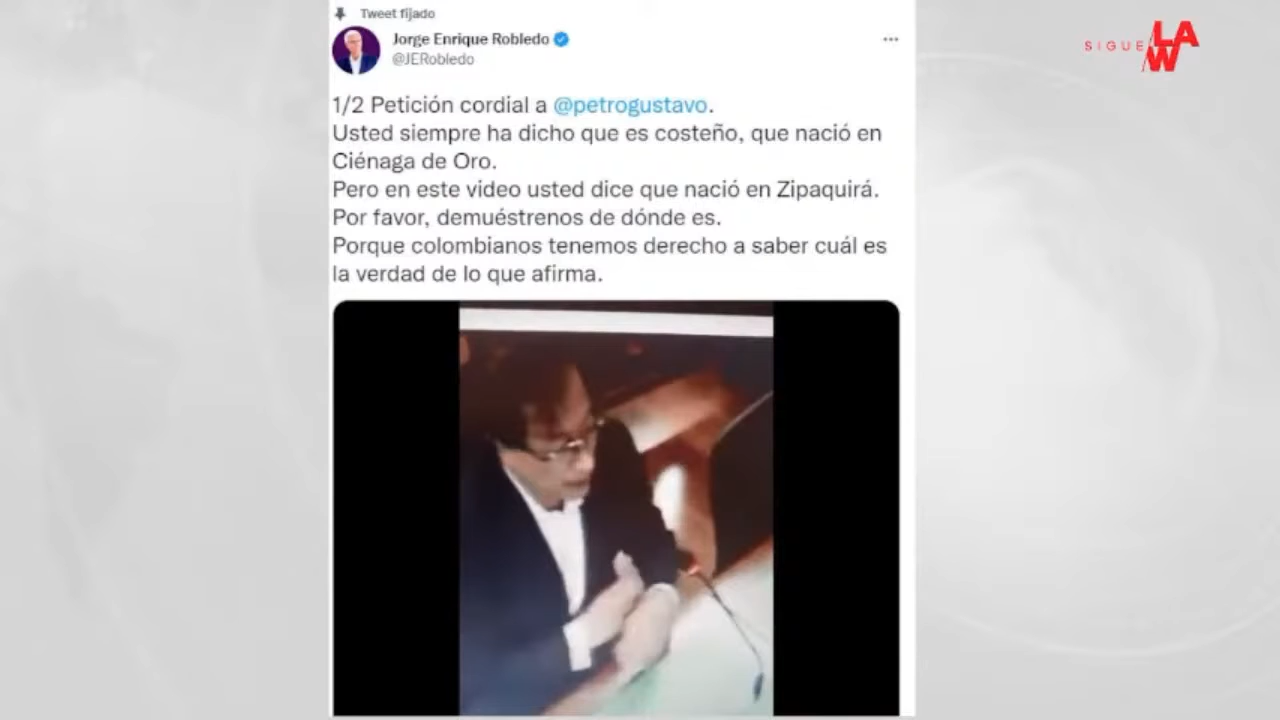 Tweet fijado
Jorge Enrique Robledo
@JERobledo
1/2 Petición cordial a @petrogustavo.
Usted siempre ha dicho que es costeño, que nació en
Ciénaga de Oro.
Pero en este video usted dice que nació en Zipaquirá.
Por favor, demuéstrenos de dónde es.
Porque colombianos tenemos derecho a saber cuál es
la verdad de lo que afirma.
SIGUE LA W